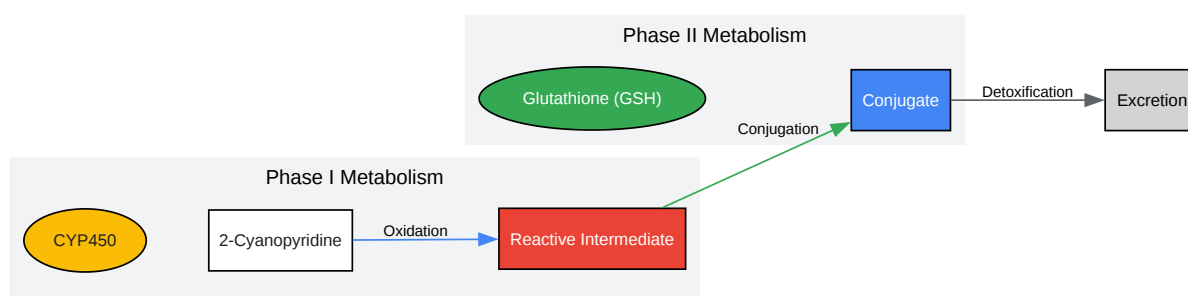 Phase II Metabolism
Glutathione (GSH)
Conjugate
Detoxification
Excretion
Conjugation
Phase I Metabolism
CYP450
2-Cyanopyridine
Oxidation
Reactive Intermediate